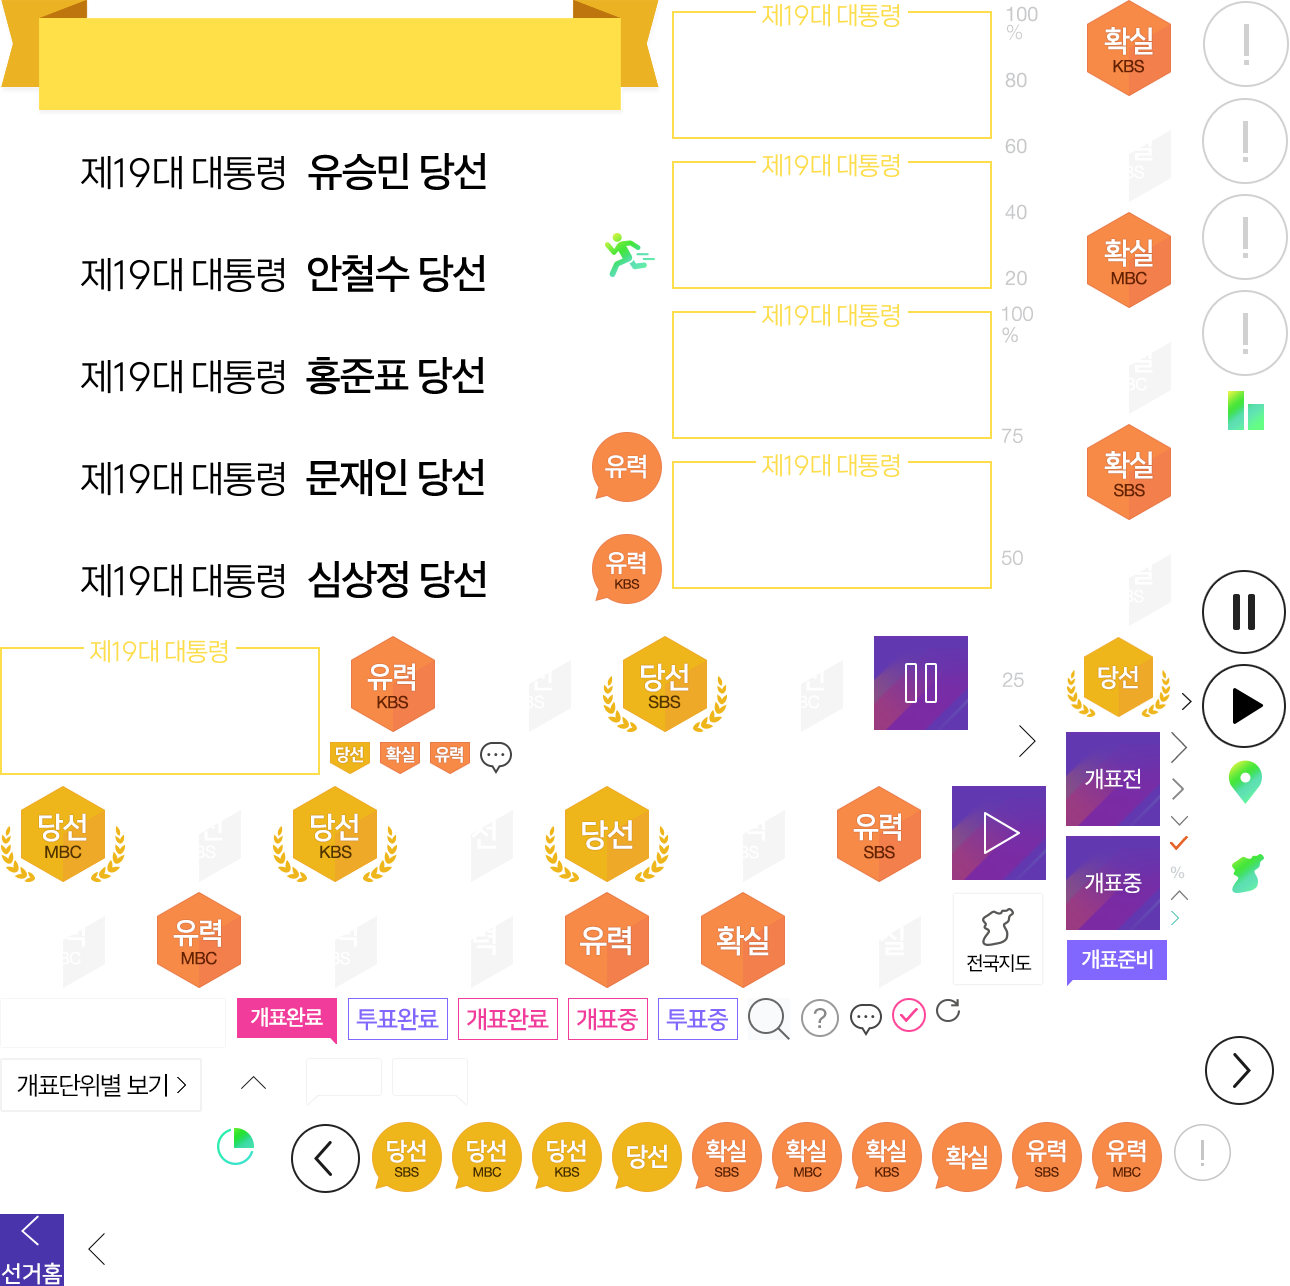 제19대 대통령
100
%
80
60
40
20
확실
KBS
제19대 대통령 유승민 당선
제19대 대통령
제19대 대통령 안철수 당선
확실
MBC
제19대 대통령
100
%
75
50
25
제19대 대통령 홍준표 당선
제19대 대통령 문재인 당선
유력
제19대 대통령
확실
SBS
제19대 대통령 심상정 당선
유력
KBS
제19대 대통령
유력
KBS
당선
SBS
당선
당선
확실
유력
개표전
당선
MBC
당선
KBS
당선
유력
SBS
개표중
%
유력
MBC
유력
확실
전국지도
개표준비
개표완료
투표완료
개표완료
개표중
투표중
?
개표단위별 보기
당선
SBS
당선
MBC
당선
KBS
당선
확실
SBS
확실
MBC
확실
KBS
확실
유력
SBS
유력
MBC
선거홈